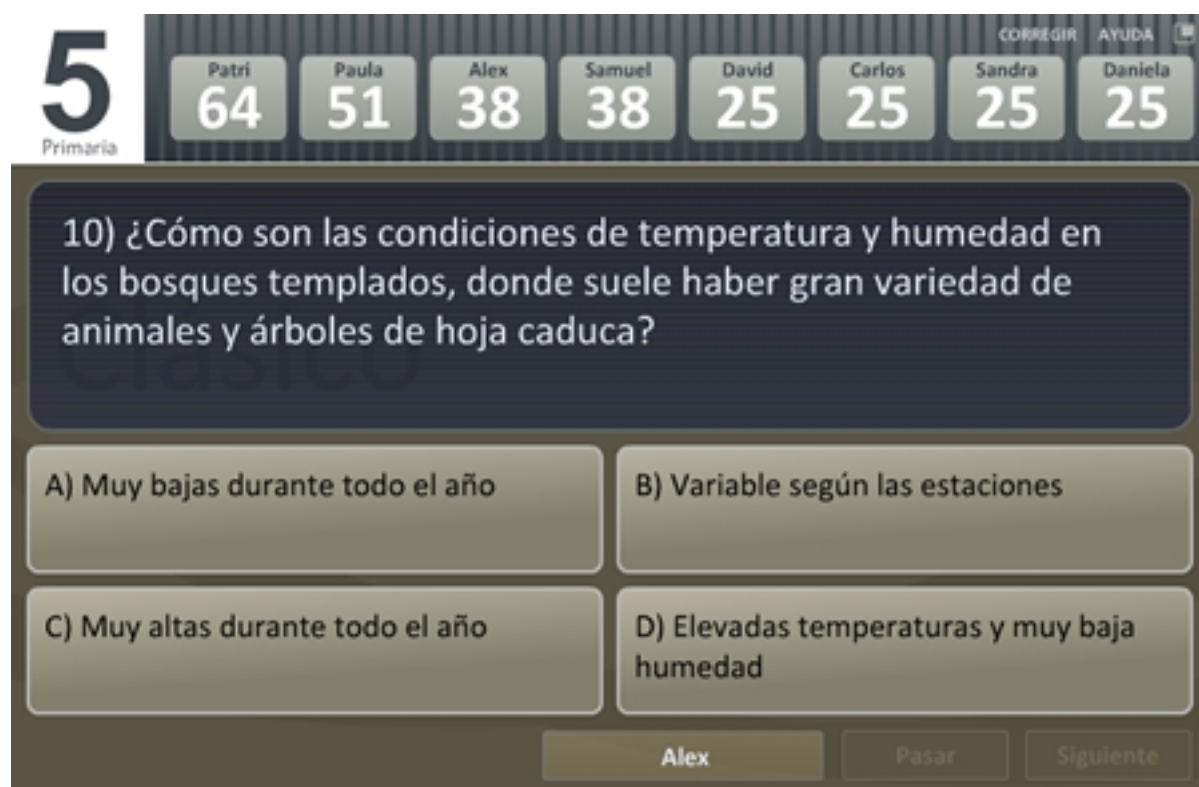 5
Primaria
CORREGIR AYUDA
Patri
64
Paula
51
Alex
38
Samuel
38
David
25
Carlos
25
Sandra
25
Daniela
25
Clásico
10) ¿Cómo son las condiciones de temperatura y humedad en
los bosques templados, donde suele haber gran variedad de
animales y árboles de hoja caduca?
A) Muy bajas durante todo el año
B) Variable según las estaciones
C) Muy altas durante todo el año
D) Elevadas temperaturas y muy baja
humedad
Alex
Pasar
Siguiente